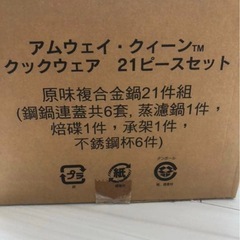 アムウェイ・クィーン™
クックウェア 21ピースセット
原味複合金鍋21件組
(鋼鍋連蓋共6套, 蒸濾鍋1件,
焙碟1件, 承架1件,
不銹鋼杯6件)
紙